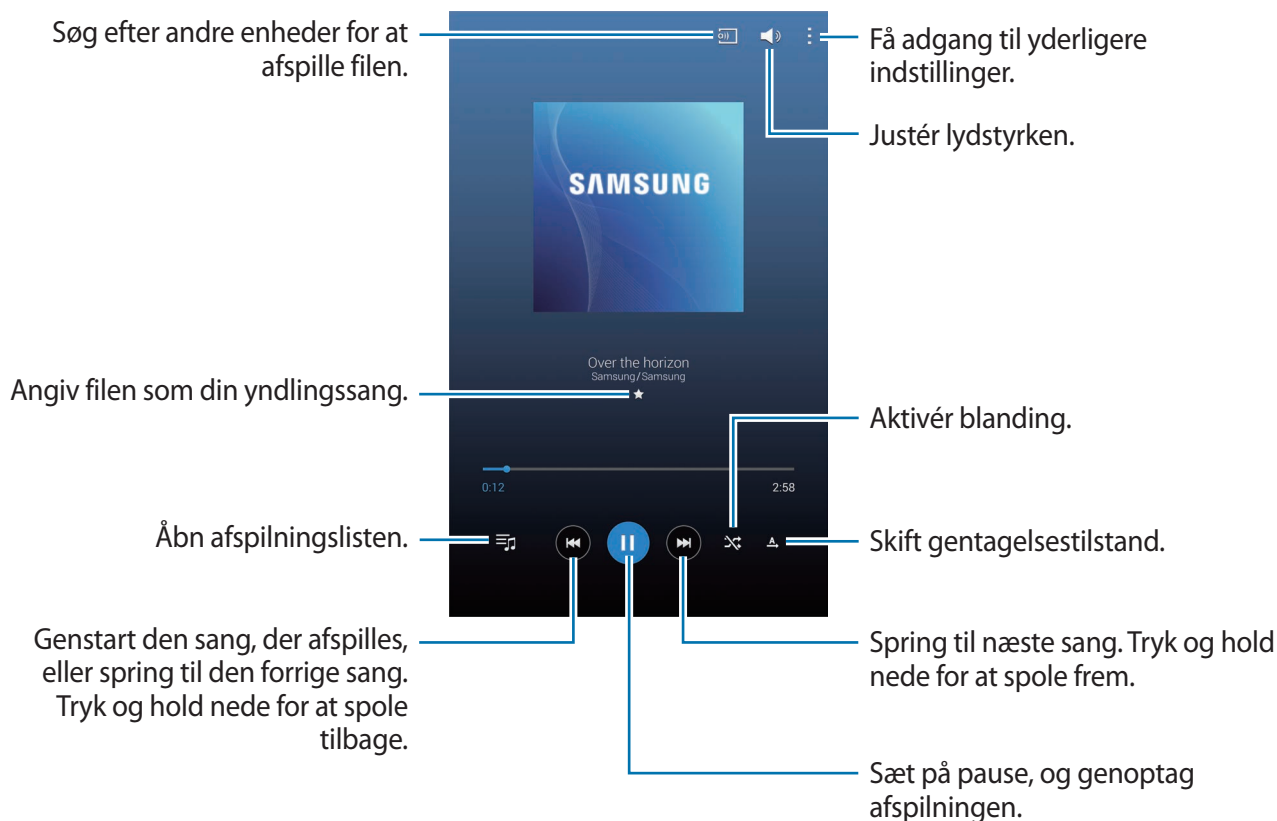 Søg efter andre enheder for at
afspille filen.
Få adgang til yderligere
indstillinger.
Justér lydstyrken.
SAMSUNG
Over the horizon
Samsung/Samsung
Angiv filen som din yndlingssang.
Aktivér blanding.
0:12
2:58
Åbn afspilningslisten.
A
Skift gentagelsestilstand.
Genstart den sang, der afspilles,
eller spring til den forrige sang.
Tryk og hold nede for at spole
tilbage.
Spring til næste sang. Tryk og hold
nede for at spole frem.
Sæt på pause, og genoptag
afspilningen.